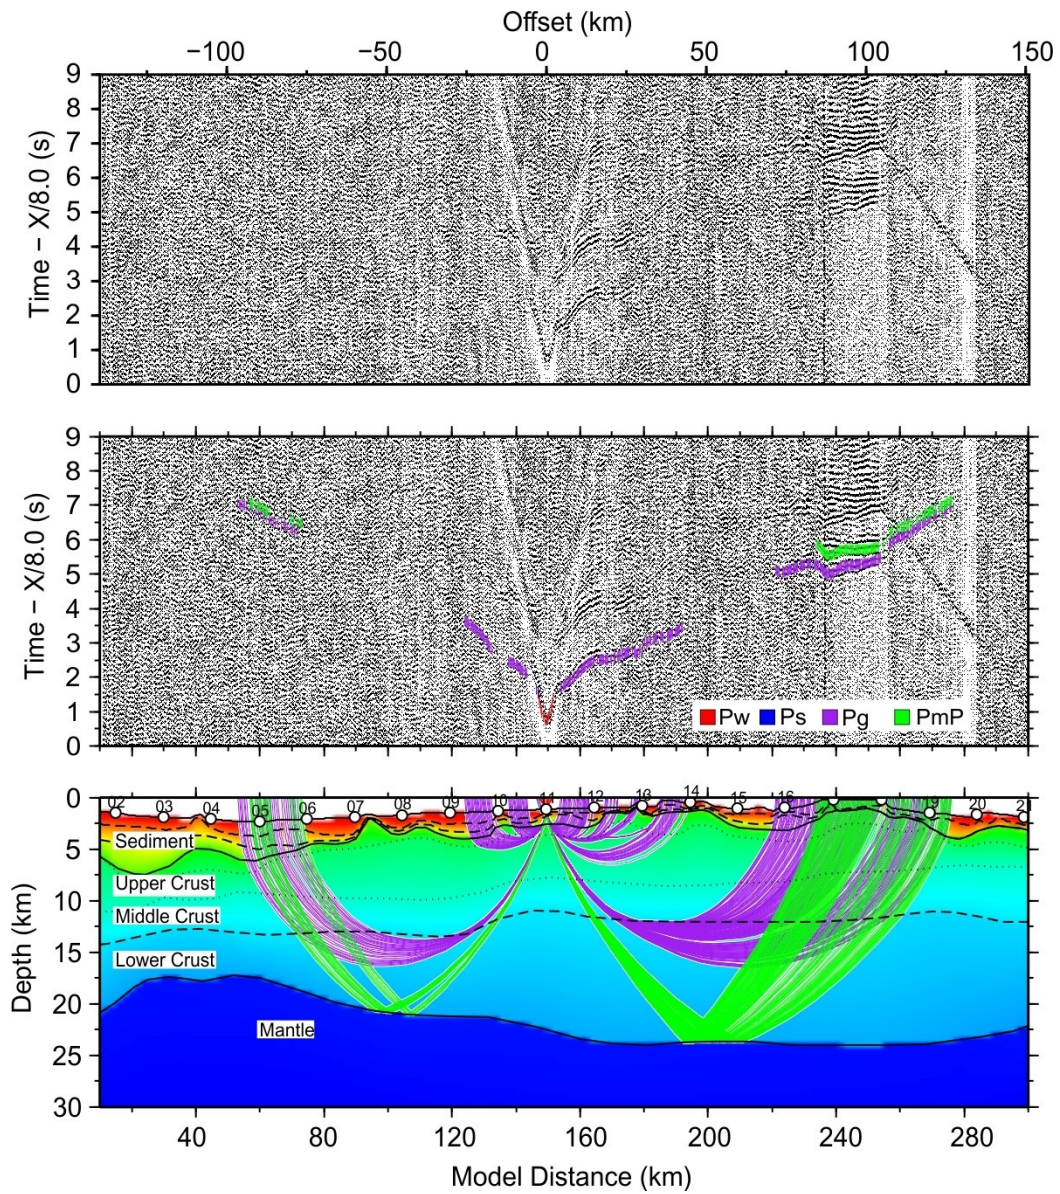 Offset (km)
−100 −50 0 50 100 150
Time − X/8.0 (s)
9
8
7
6
5
4
3
2
1
0
Time − X/8.0 (s)
9
8
7
6
5
4
3
2
1
0
Pw Ps Pg PmP
Depth (km)
0
5
10
15
20
25
30
02 03 04 05 06 07 08 09 10 11 12 13 14 15 16 19 20 21
Sediment
Upper Crust
Middle Crust
Lower Crust
Mantle
40 80 120 160 200 240 280
Model Distance (km)